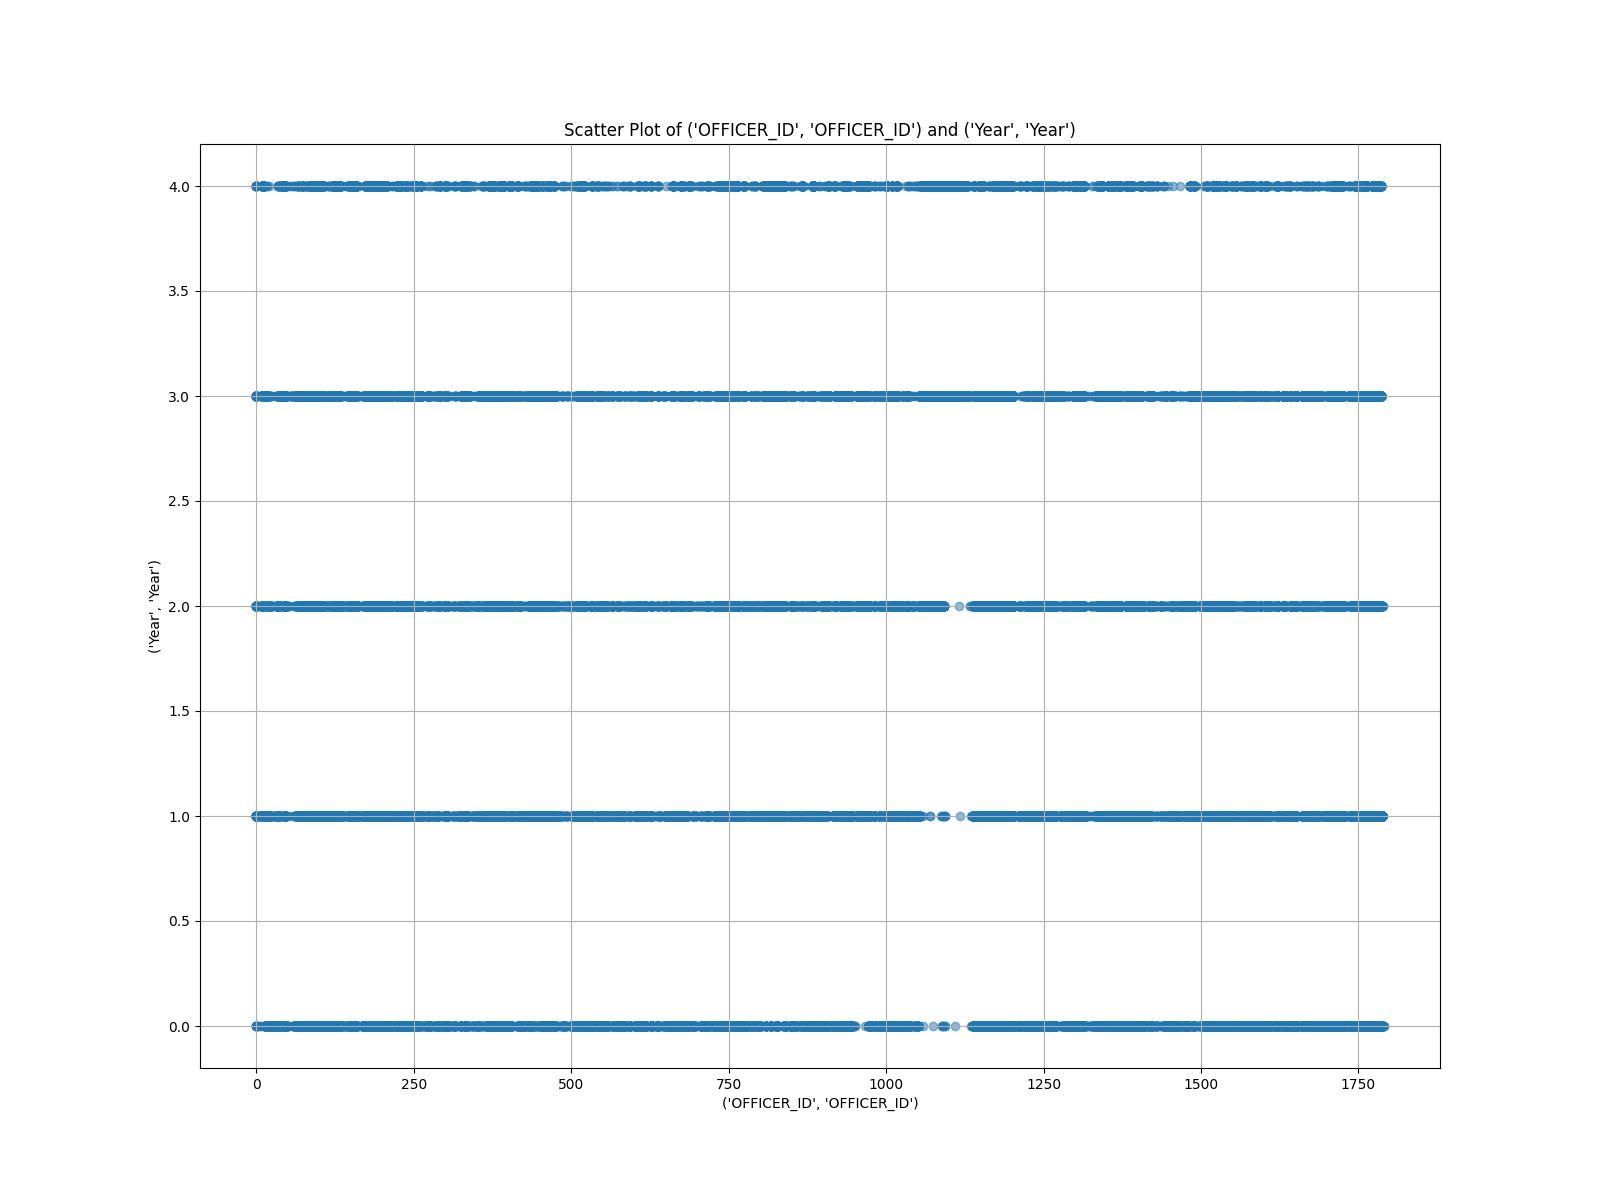 Scatter Plot of ('OFFICER_ID', 'OFFICER_ID') and ('Year', 'Year')
4.0
3.5
3.0
2.5
2.0
1.5
1.0
0.5
0.0
('Year', 'Year')
0 250 500 750 1000 1250 1500 1750
('OFFICER_ID', 'OFFICER_ID')